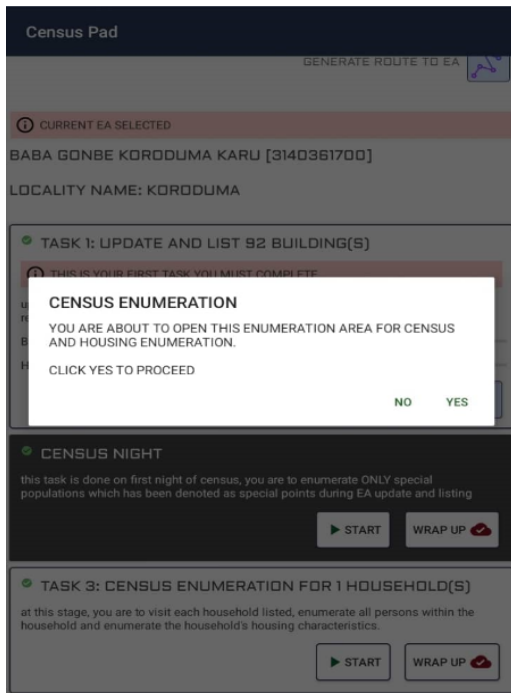 Census Pad
GENERATE ROUTE TO EA
CURRENT EA SELECTED
BABA GONBE KORODUMA KARU [3140361700]
LOCALITY NAME: KORODUMA
TASK 1: UPDATE AND LIST 92 BUILDING(S)
THIS IS YOUR FIRST TASK YOU MUST COMPLETE
CENSUS ENUMERATION
YOU ARE ABOUT TO OPEN THIS ENUMERATION AREA FOR CENSUS
AND HOUSING ENUMERATION.
CLICK YES TO PROCEED
NO YES
CENSUS NIGHT
this task is done on first night of census, you are to enumerate ONLY special
populations which has been denoted as special points during EA update and listing
START WRAP UP
TASK 3: CENSUS ENUMERATION FOR 1 HOUSEHOLD(S)
at this stage, you are to visit each household listed, enumerate all persons within the
household and enumerate the household's housing characteristics.
START WRAP UP